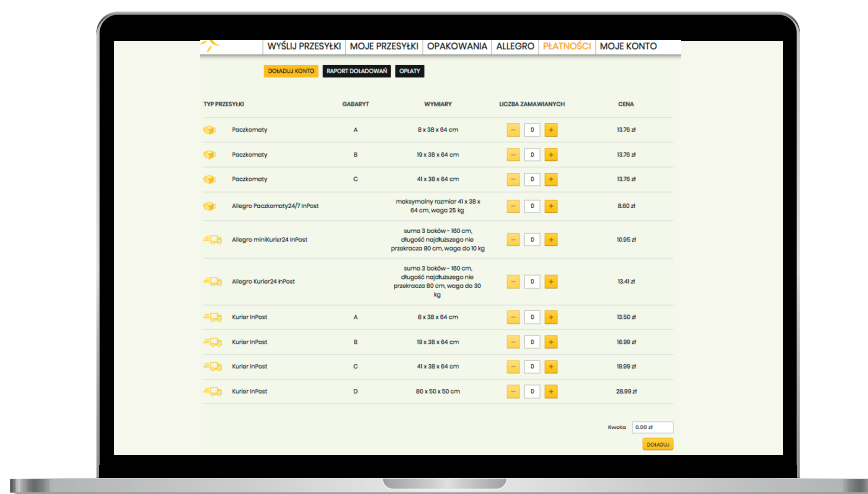 WYŚLIJ PRZESYŁKI MOJE PRZESYŁKI OPAKOWANIA ALLEGRO PŁATNOŚCI MOJE KONTO
DOŁADUJ KONTO RAPORT DOŁADOWAŃ OPŁATY
TYP PRZESYŁKI GABARYT WYMIARY LICZBA ZAMAWIANYCH CENA
Paczkomaty A 8 x 38 x 64 cm - 0 + 13.76 zł
Paczkomaty B 19 x 38 x 64 cm - 0 + 13.76 zł
Paczkomaty C 41 x 38 x 64 cm - 0 + 13.76 zł
Allegro Paczkomaty24/7 InPost maksymalny rozmiar 41 x 38 x - 0 + 8.60 zł
64 cm, waga 25 kg
suma 3 boków - 160 cm,
Allegro miniKurier24 InPost długość najdłuższego nie - 0 + 10.95 zł
przekracza 80 cm, waga do 10 kg
suma 3 boków - 160 cm,
długość najdłuższego nie
Allegro Kurier24 InPost przekracza 80 cm, waga do 30 - 0 + 13.41 zł
kg
Kurier InPost A 8 x 38 x 64 cm - 0 + 13.50 zł
Kurier InPost B 19 x 38 x 64 cm - 0 + 16.99 zł
Kurier InPost C 41 x 38 x 64 cm - 0 + 19.99 zł
Kurier InPost D 80 x 50 x 50 cm - 0 + 28.99 zł
Kwota 0.00 zł
DOŁADUJ